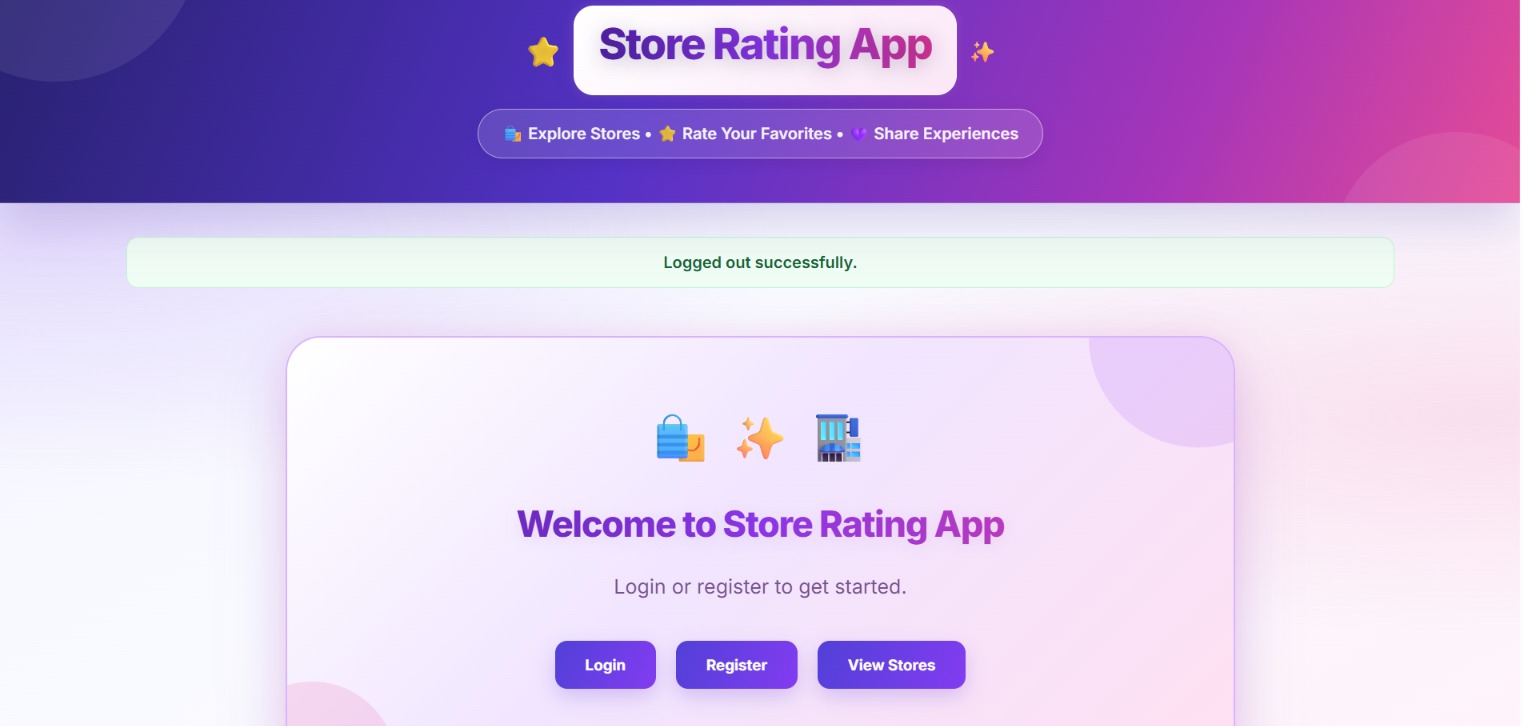 Store Rating App
Explore Stores • Rate Your Favorites • Share Experiences
Logged out successfully.
Welcome to Store Rating App
Login or register to get started.
Login Register View Stores